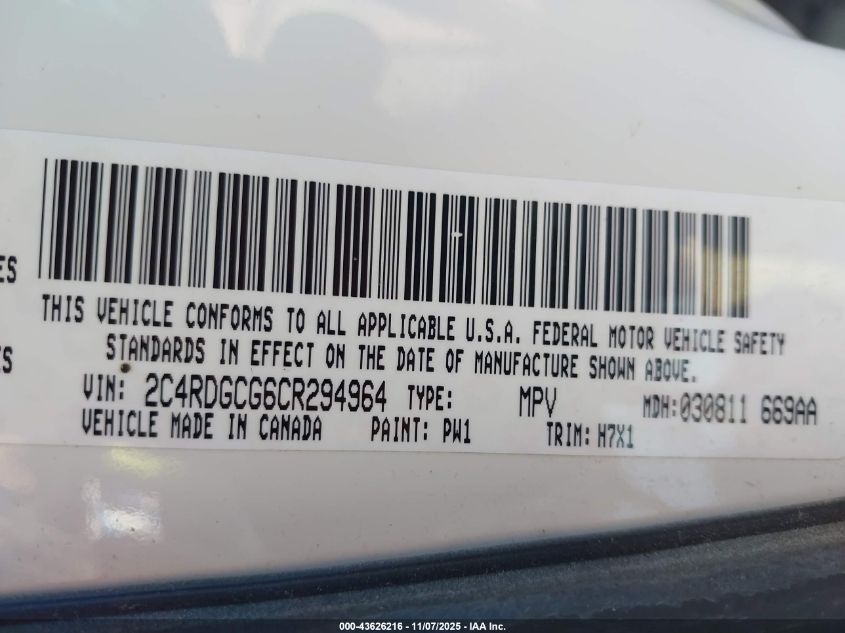 ES
THIS VEHICLE CONFORMS TO ALL APPLICABLE U.S.A. FEDERAL MOTOR VEHICLE SAFETY
ES
STANDARDS IN EFFECT ON THE DATE OF MANUFACTURE SHOWN ABOVE.
VIN: 2C4RDGCG6CR294964 TYPE: MPV MDH:030811 669AA
VEHICLE MADE IN CANADA PAINT: PW1 TRIM: H7X1
000-43626216 - 11/07/2025 - IAA Inc.